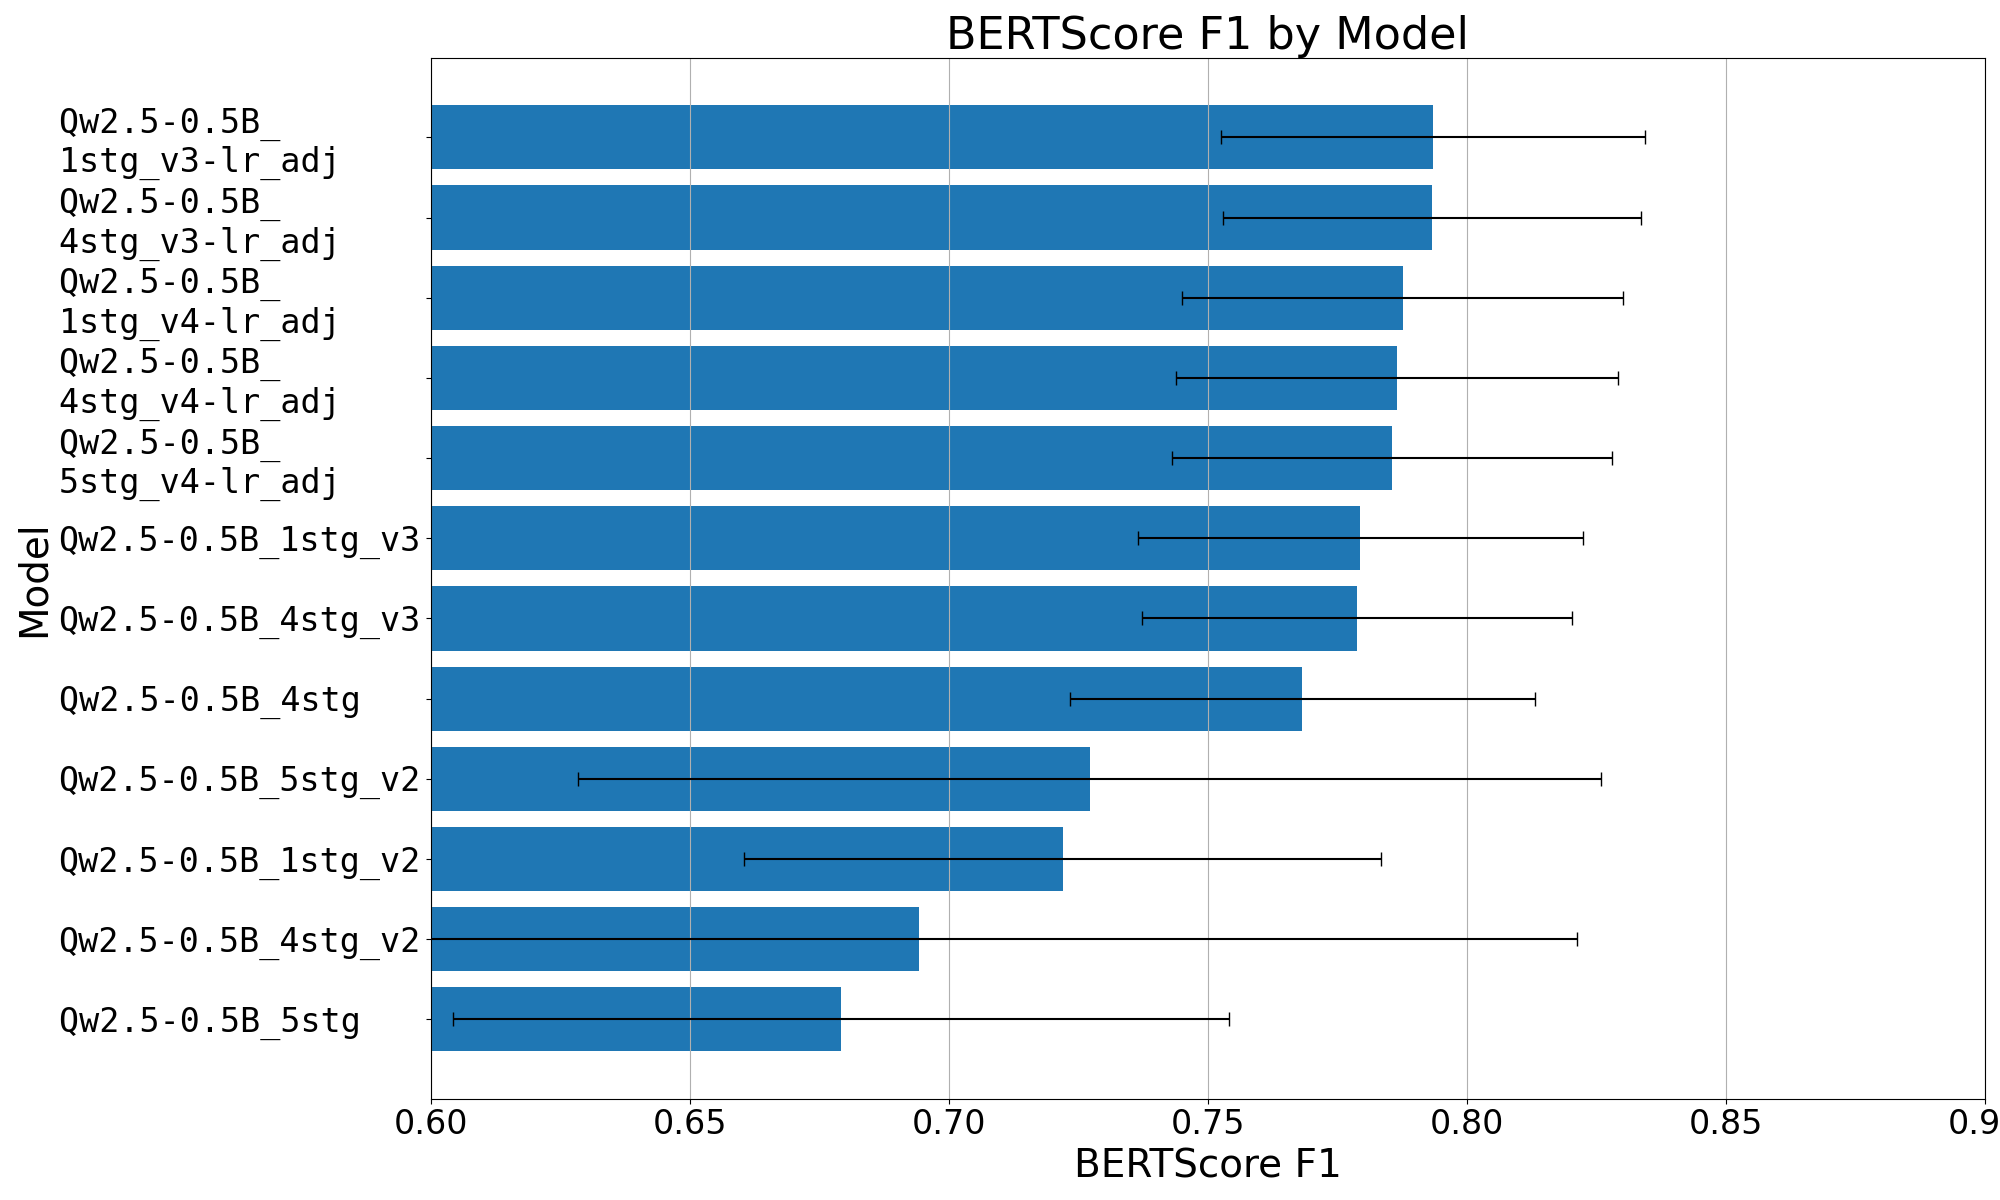 BERTScore F1 by Model
Qw2.5-0.5B_
1stg_v3-lr_adj
Qw2.5-0.5B_
4stg_v3-lr_adj
Qw2.5-0.5B_
1stg_v4-lr_adj
Qw2.5-0.5B_
4stg_v4-lr_adj
Qw2.5-0.5B_
5stg_v4-lr_adj
Qw2.5-0.5B_1stg_v3
Qw2.5-0.5B_4stg_v3
Qw2.5-0.5B_4stg
Qw2.5-0.5B_5stg_v2
Qw2.5-0.5B_1stg_v2
Qw2.5-0.5B_4stg_v2
Qw2.5-0.5B_5stg
Model
0.60 0.65 0.70 0.75 0.80 0.85 0.9
BERTScore F1